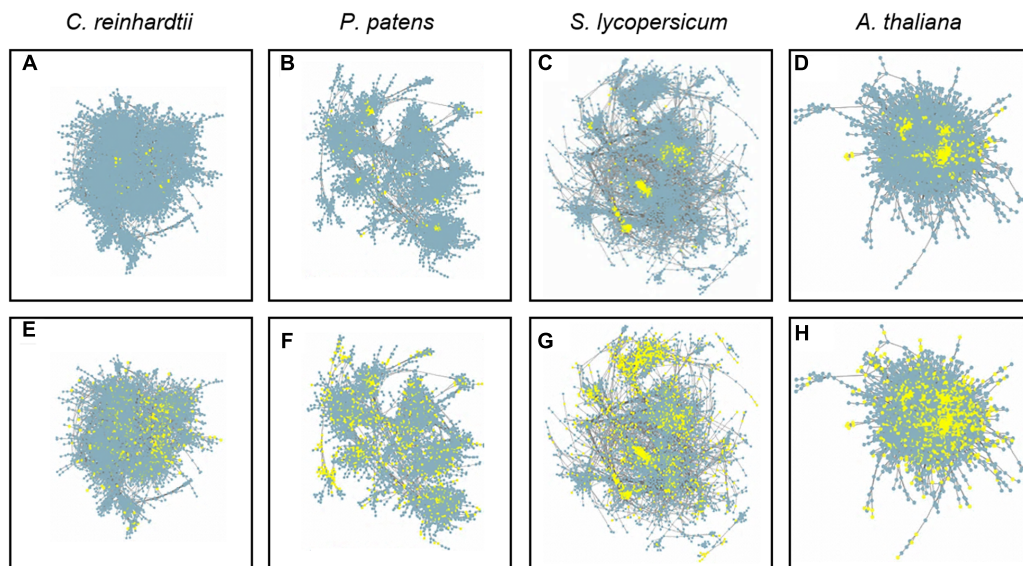 C. reinhardtii P. patens S. lycopersicum A. thaliana
A B C D
E F G H